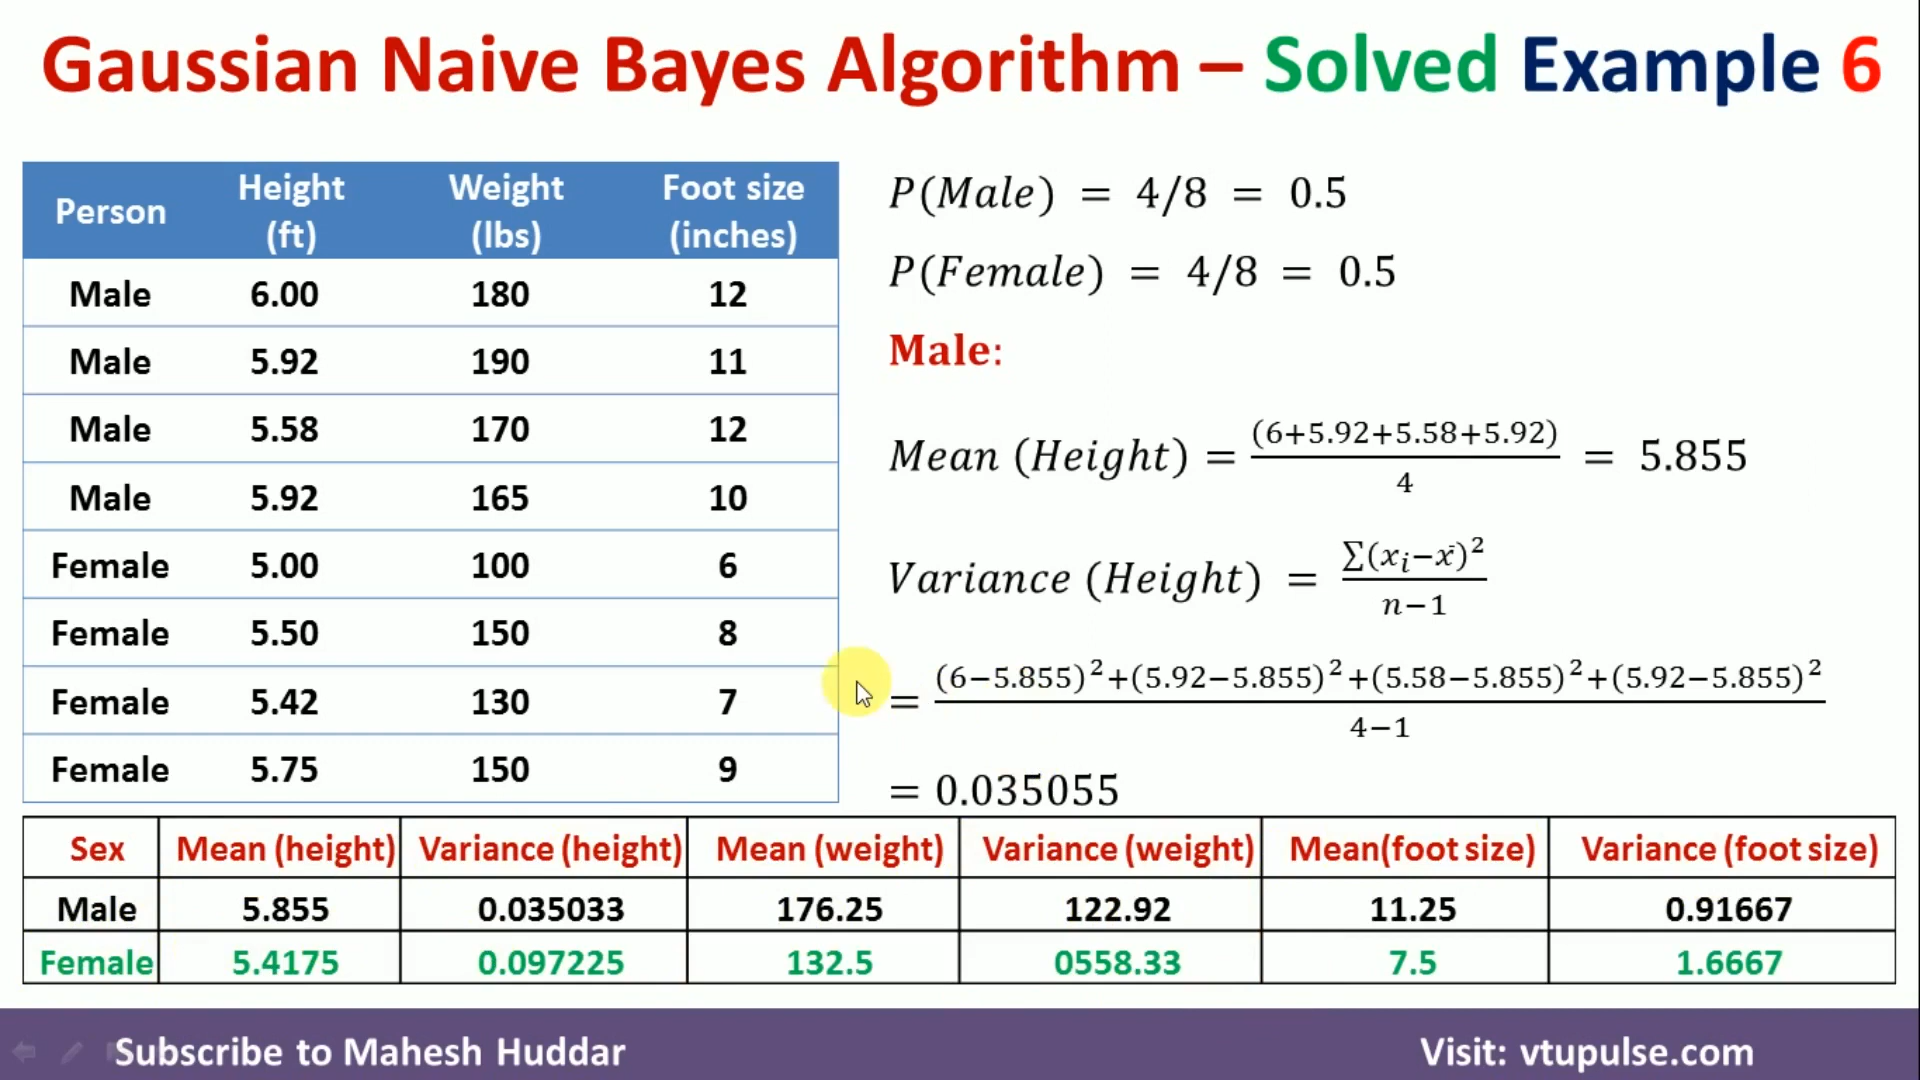 Gaussian Naive Bayes Algorithm – Solved Example 6
Person Height (ft) Weight (lbs) Foot size (inches)
Male 6.00 180 12
Male 5.92 190 11
Male 5.58 170 12
Male 5.92 165 10
Female 5.00 100 6
Female 5.50 150 8
Female 5.42 130 7
Female 5.75 150 9
P(Male) = 4/8 = 0.5
P(Female) = 4/8 = 0.5
Male:
Mean (Height) = (6+5.92+5.58+5.92)/4 = 5.855
Variance (Height) = ∑(xᵢ−x̄)²/n−1
= (6−5.855)²+(5.92−5.855)²+(5.58−5.855)²+(5.92−5.855)²/4−1
= 0.035055
Sex Mean (height) Variance (height) Mean (weight) Variance (weight) Mean(foot size) Variance (foot size)
Male 5.855 0.035033 176.25 122.92 11.25 0.91667
Female 5.4175 0.097225 132.5 0558.33 7.5 1.6667
Subscribe to Mahesh Huddar
Visit: vtupulse.com